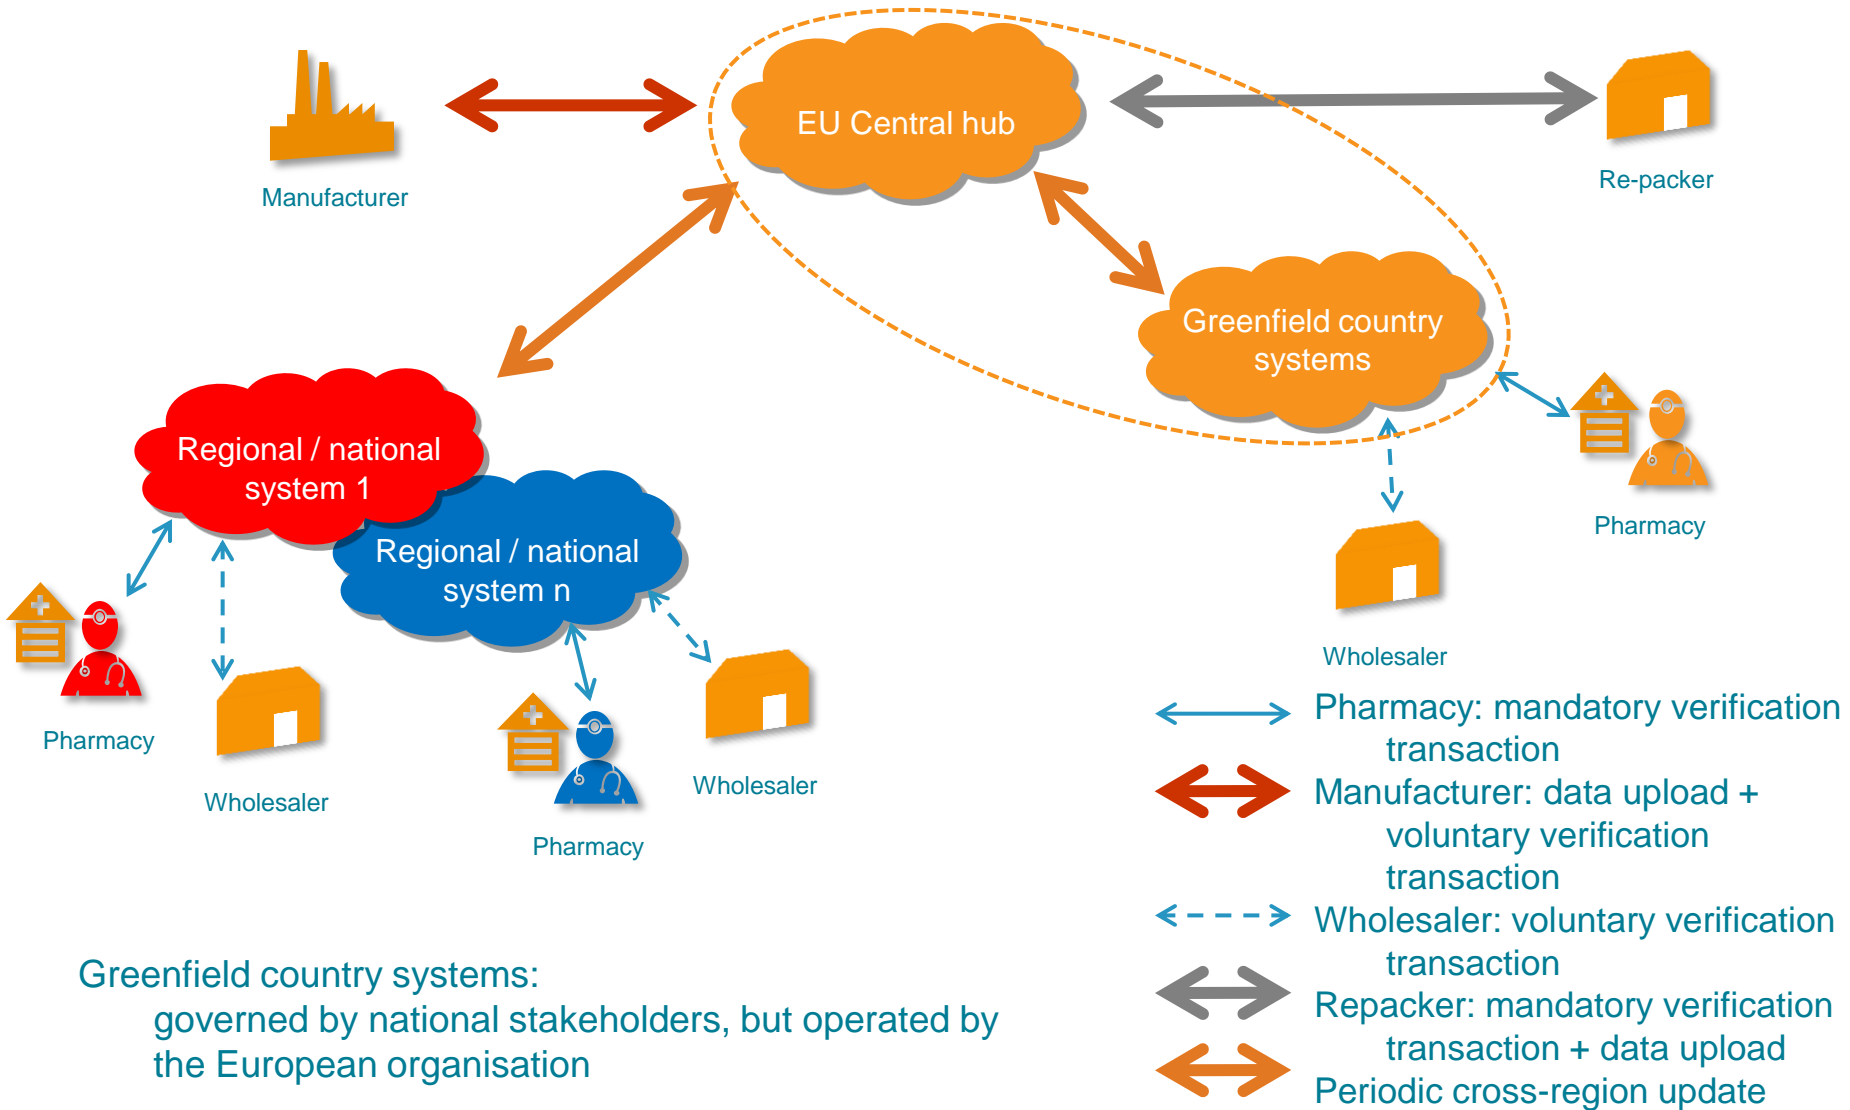 EU Central hub
Manufacturer
Re-packer
Greenfield country
systems
Regional / national
system 1
Regional / national
system n
Pharmacy
Wholesaler
Pharmacy
Wholesaler
Pharmacy
Wholesaler
Pharmacy: mandatory verification
transaction
Manufacturer: data upload +
voluntary verification
transaction
Wholesaler: voluntary verification
transaction
Repacker: mandatory verification
transaction + data upload
Periodic cross-region update
Greenfield country systems:
governed by national stakeholders, but operated by
the European organisation